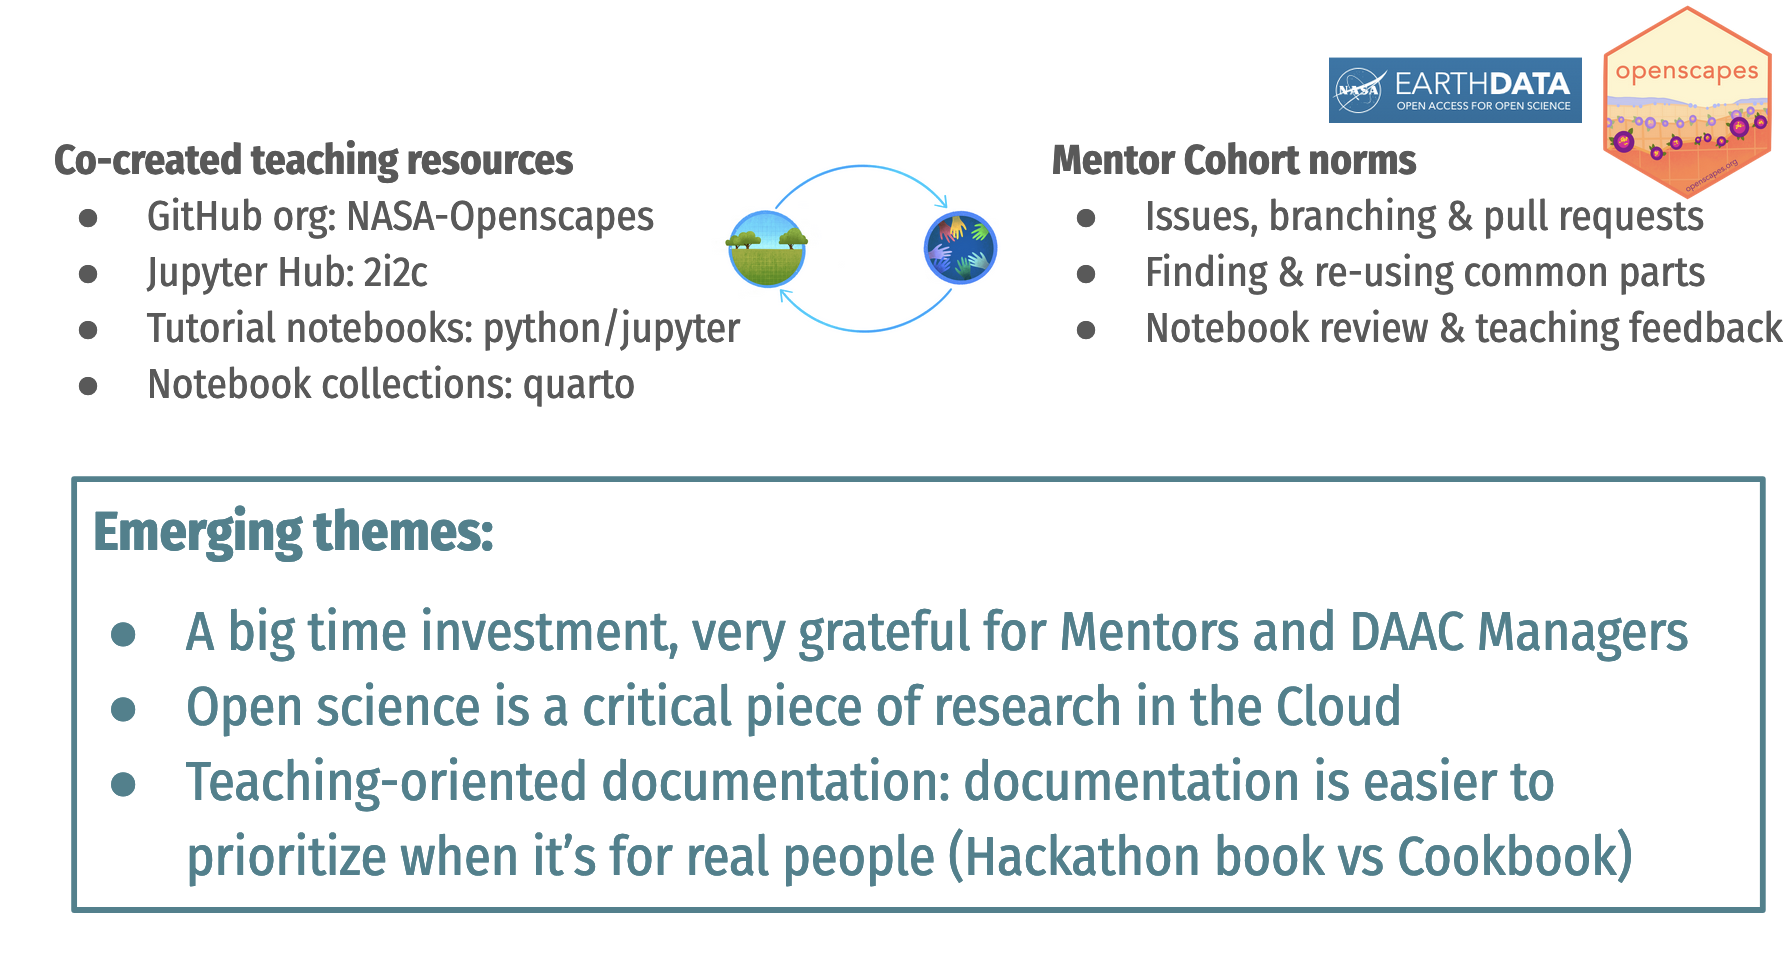 NASA
EARTHDATA
OPEN ACCESS FOR OPEN SCIENCE
openscapes
openscapes.org
Co-created teaching resources
● GitHub org: NASA-Openscapes
● Jupyter Hub: 2i2c
● Tutorial notebooks: python/jupyter
● Notebook collections: quarto
Mentor Cohort norms
● Issues, branching & pull requests
● Finding & re-using common parts
● Notebook review & teaching feedback
Emerging themes:
● A big time investment, very grateful for Mentors and DAAC Managers
● Open science is a critical piece of research in the Cloud
● Teaching-oriented documentation: documentation is easier to
prioritize when it’s for real people (Hackathon book vs Cookbook)